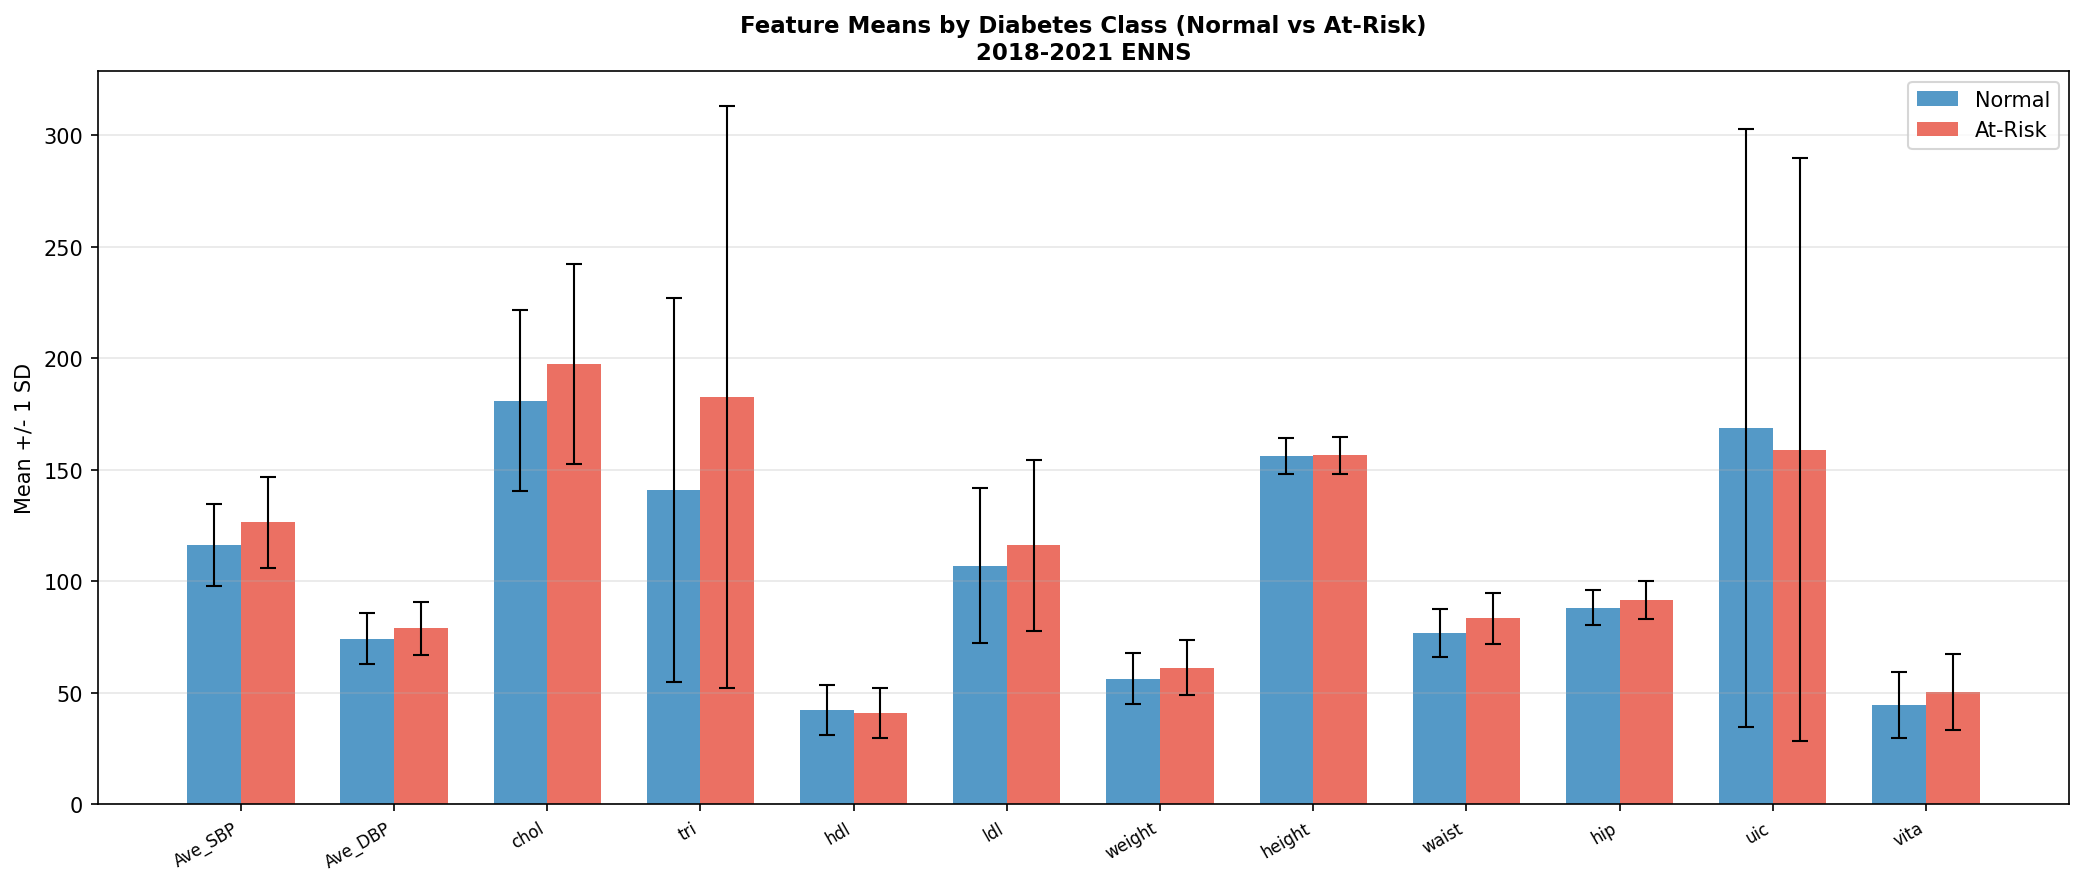 Feature Means by Diabetes Class (Normal vs At-Risk)
2018-2021 ENNS
Mean +/- 1 SD
300
250
200
150
100
50
0
Normal
At-Risk
Ave_SBP
Ave_DBP
chol
tri
hdl
ldl
weight
height
waist
hip
uic
vita